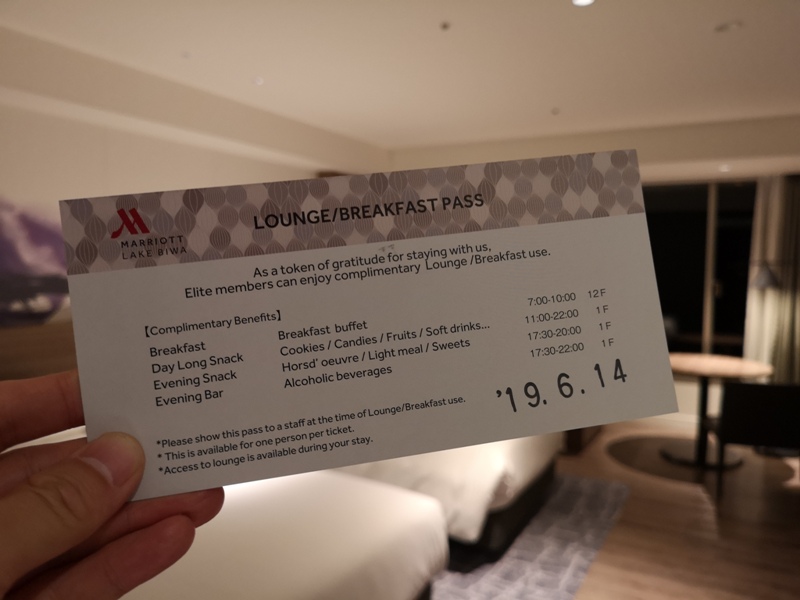 MARRIOTT
LAKE BIWA
LOUNGE/BREAKFAST PASS
As a token of gratitude for staying with us,
Elite members can enjoy complimentary Lounge /Breakfast use.
【Complimentary Benefits】
Breakfast Breakfast buffet 7:00-10:00 12F
Day Long Snack Cookies / Candies / Fruits / Soft drinks... 11:00-22:00 1F
Evening Snack Horsd' oeuvre / Light meal / Sweets 17:30-20:00 1F
Evening Bar Alcoholic beverages 17:30-22:00 1F
'19. 6. 14
*Please show this pass to a staff at the time of Lounge/Breakfast use.
* This is available for one person per ticket.
*Access to lounge is available during your stay.